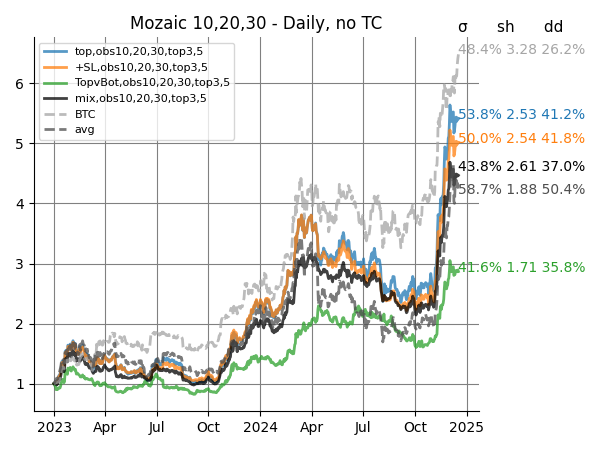 Mozaic 10,20,30 - Daily, no TC
σ sh dd
top,obs10,20,30,top3,5
+SL,obs10,20,30,top3,5
TopvBot,obs10,20,30,top3,5
mix,obs10,20,30,top3,5
BTC
avg
48.4% 3.28 26.2%
53.8% 2.53 41.2%
50.0% 2.54 41.8%
43.8% 2.61 37.0%
58.7% 1.88 50.4%
41.6% 1.71 35.8%
6
5
4
3
2
1
2023 Apr Jul Oct 2024 Apr Jul Oct 2025